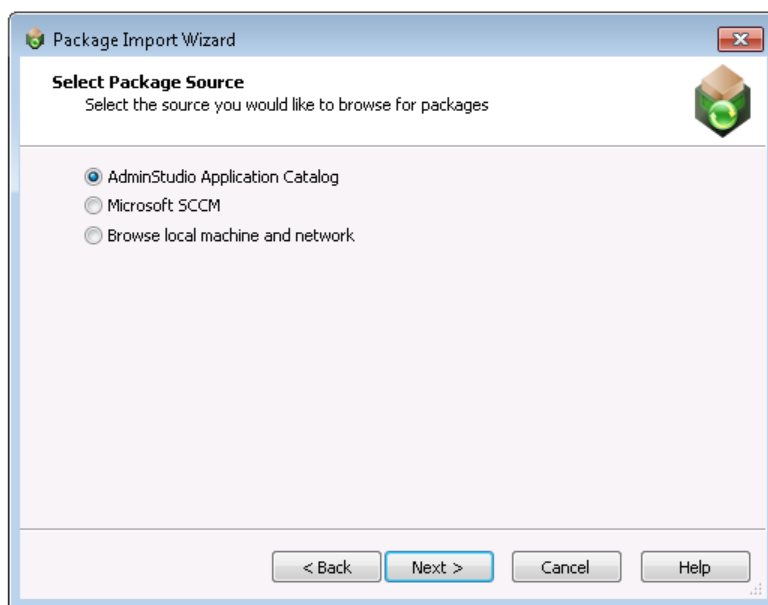 Package Import Wizard
Select Package Source
Select the source you would like to browse for packages
AdminStudio Application Catalog
Microsoft SCCM
Browse local machine and network
< Back Next > Cancel Help